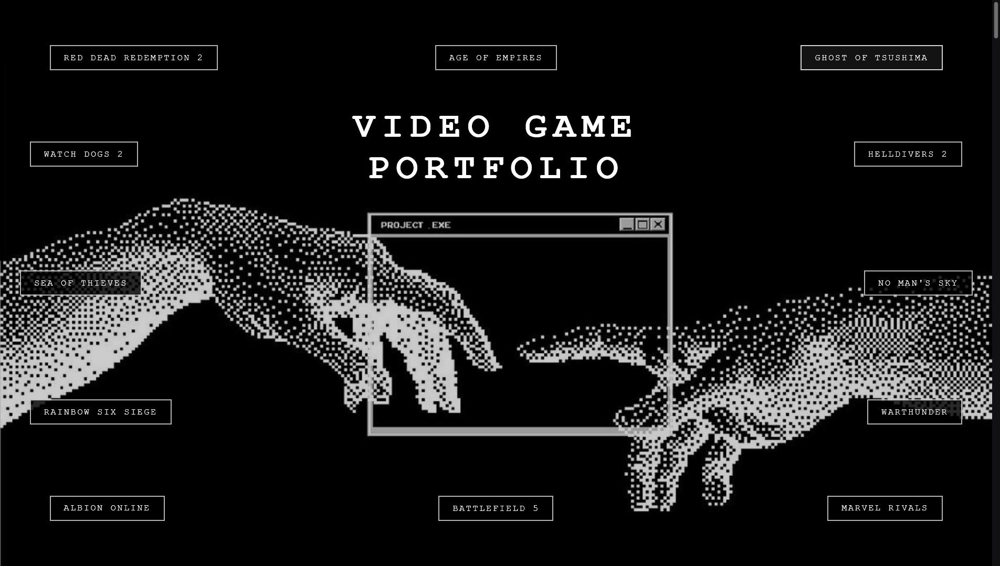 RED DEAD REDEMPTION 2
AGE OF EMPIRES
GHOST OF TSUSHIMA
VIDEO GAME
PORTFOLIO
WATCH DOGS 2
HELLDIVERS 2
PROJECT .EXE
SEA OF THIEVES
NO MAN'S SKY
RAINBOW SIX SIEGE
WARTHUNDER
ALBION ONLINE
BATTLEFIELD 5
MARVEL RIVALS